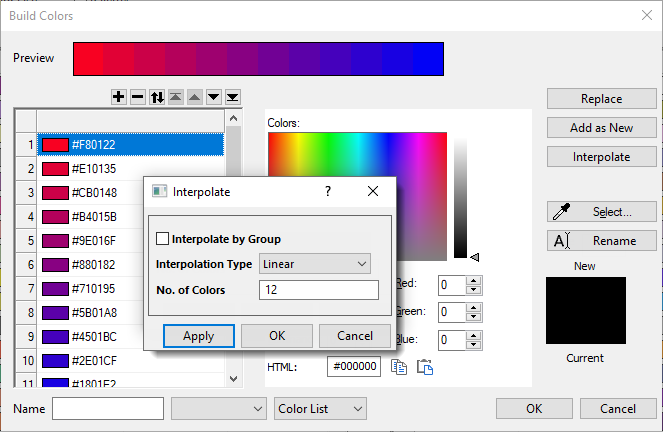 Build Colors
Preview
Replace
Add as New
Interpolate
Select...
Rename
New
Current
Colors:
1 #F80122
2 #E10135
3 #CB0148
4 #B4015B
5 #9E016F
6 #880182
7 #710195
8 #5B01A8
9 #4501BC
10 #2E01CF
11 #1801E2
Interpolate
?
Interpolate by Group
Interpolation Type Linear
No. of Colors 12
Apply OK Cancel
Red: 0
Green: 0
Blue: 0
HTML: #000000
Name Color List OK Cancel